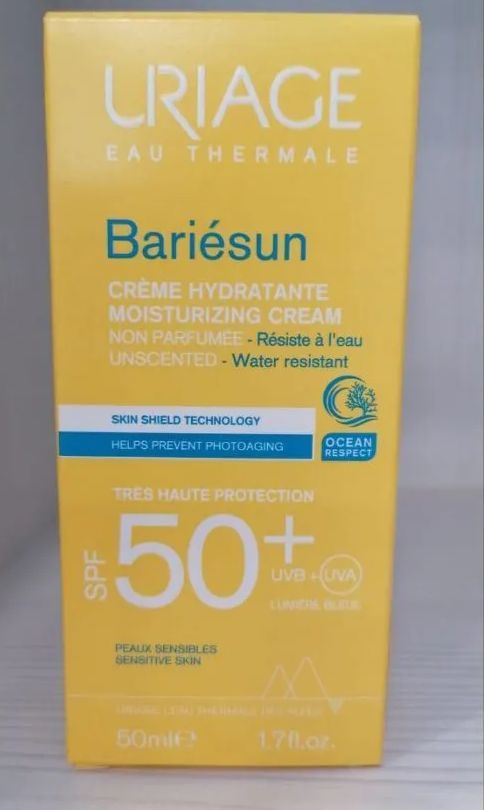 URIAGE
EAU THERMALE
Bariésun
CRÈME HYDRATANTE
MOISTURIZING CREAM
NON PARFUMÉE - Résiste à l'eau
UNSCENTED - Water resistant
SKIN SHIELD TECHNOLOGY
HELPS PREVENT PHOTOAGING
OCEAN
RESPECT
TRÈS HAUTE PROTECTION
SPF 50+
UVB + UVA
LUMIÈRE BLEUE
PEAUX SENSIBLES
SENSITIVE SKIN
50ml℮ 1.7fl.oz.